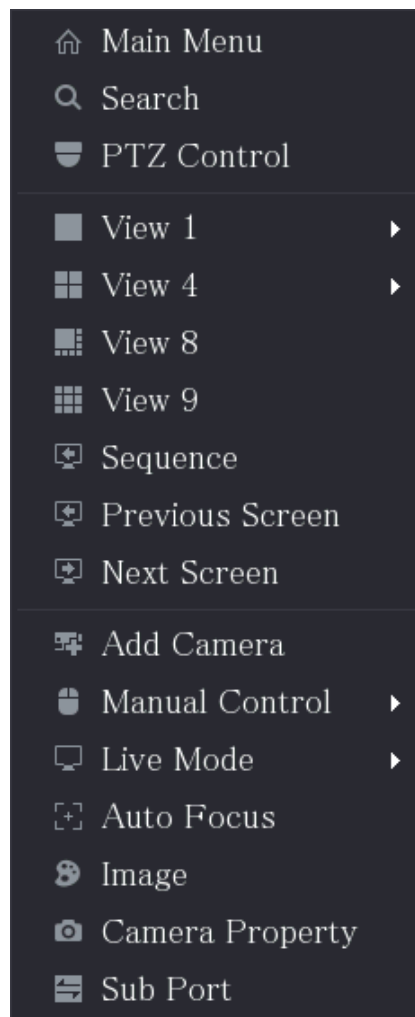 Main Menu
Search
PTZ Control
View 1
View 4
View 8
View 9
Sequence
Previous Screen
Next Screen
Add Camera
Manual Control
Live Mode
Auto Focus
Image
Camera Property
Sub Port